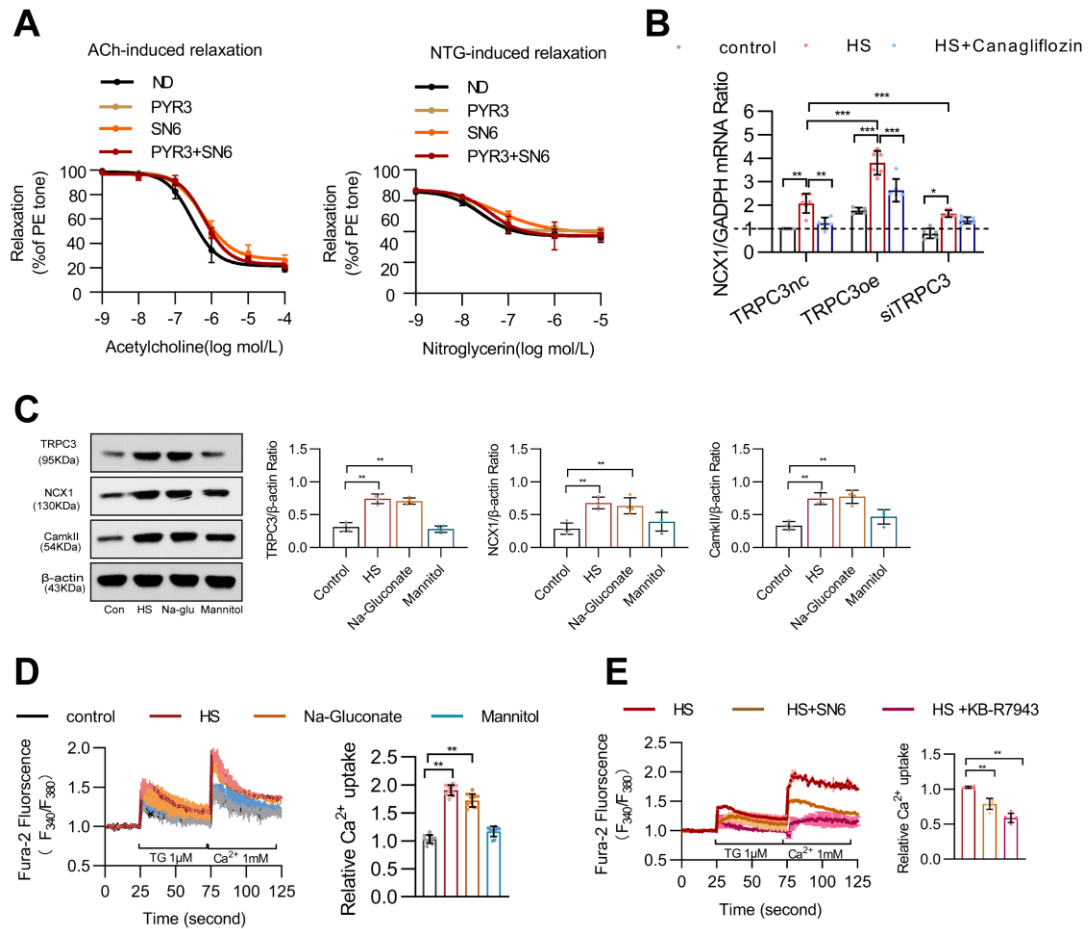 A
ACh-induced relaxation
ND
PYR3
SN6
PYR3+SN6
Relaxation
(%of PE tone)
100
80
60
40
20
0
-9 -8 -7 -6 -5 -4
Acetylcholine(log mol/L)
NTG-induced relaxation
ND
PYR3
SN6
PYR3+SN6
Relaxation
(%of PE tone)
100
80
60
40
20
0
-9 -8 -7 -6 -5
Nitroglycerin(log mol/L)
B
control HS HS+Canagliflozin
NCX1/GADPH mRNA Ratio
6
5
4
3
2
1
0
***
***
*** ***
** **
*
TRPC3nc TRPC3oe siTRPC3
C
TRPC3
(95KDa)
NCX1
(130KDa)
CamkII
(54KDa)
β-actin
(43KDa)
Con HS Na-glu Mannitol
TRPC3/β-actin Ratio
1.5
1.0
0.5
0.0
**
**
Control HS Na-Gluconate Mannitol
NCX1/β-actin Ratio
1.5
1.0
0.5
0.0
**
**
Control HS Na-Gluconate Mannitol
CamkII/β-actin Ratio
1.5
1.0
0.5
0.0
**
**
Control HS Na-Gluconate Mannitol
D
control HS Na-Gluconate Mannitol
Fura-2 Fluorescence
( F340/F380)
2.0
1.5
1.0
0.5
TG 1μM Ca2+ 1mM
0 25 50 75 100 125
Time (second)
Relative Ca2+ uptake
2.5
2.0
1.5
1.0
0.5
0.0
**
**
E
HS HS+SN6 HS +KB-R7943
Fura-2 Fluorescence
( F340/F380)
2.5
2.0
1.5
1.0
0.5
TG 1μM Ca2+ 1mM
0 25 50 75 100 125
Time (second)
Relative Ca2+ uptake
1.5
1.0
0.5
0.0
**
**